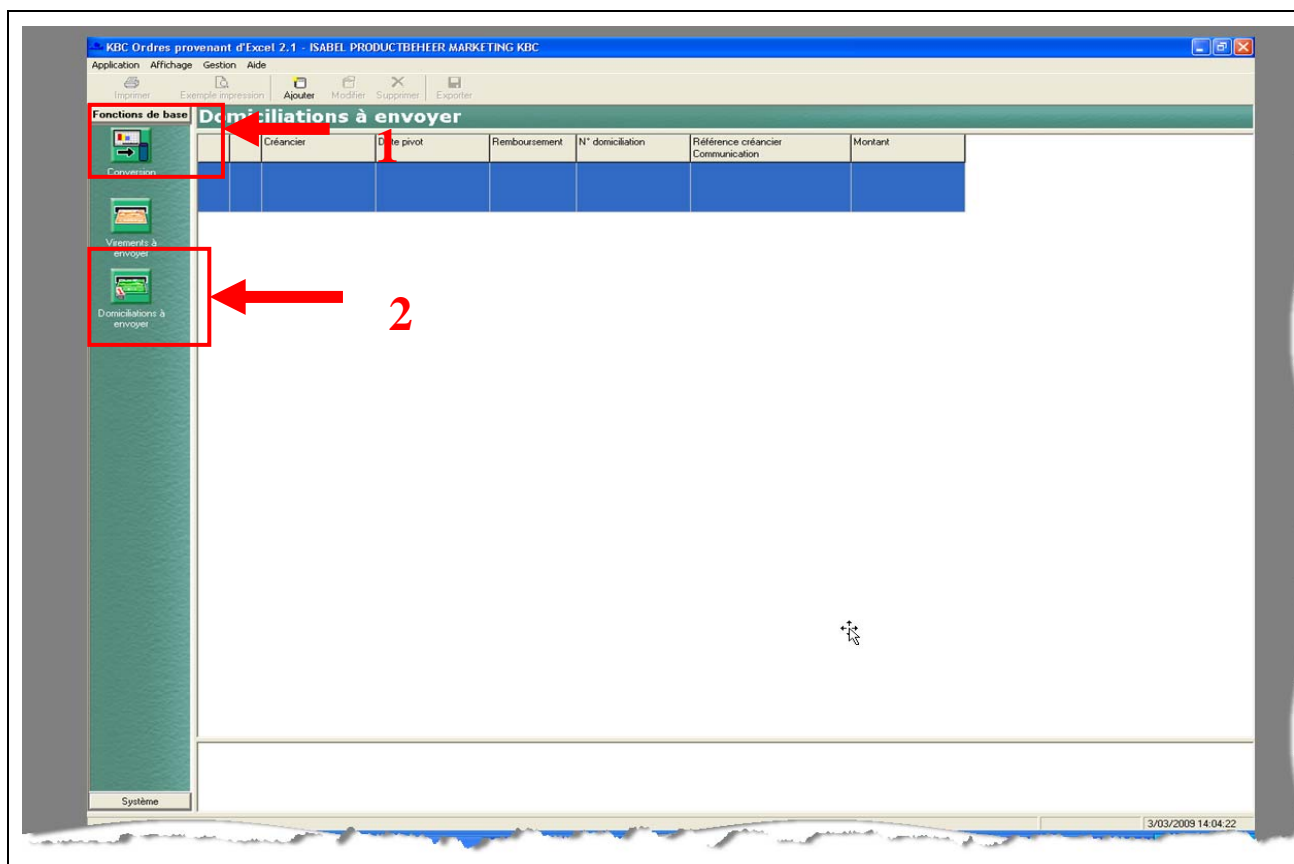 KBC Ordres provenant d'Excel 2.1 - ISABEL PRODUCTBEHEER MARKETING KBC
Application Affichage Gestion Aide
Imprimer Exemple impression Ajouter Modifier Supprimer Exporter
Fonctions de base
Domiciliations à envoyer
1
Créancier
Date pivot
Remboursement
N° domiciliation
Référence créancier
Communication
Montant
Conversion
Virements à
envoyer
2
Domiciliations à
envoyer
Système
3/03/2009 14:04:22